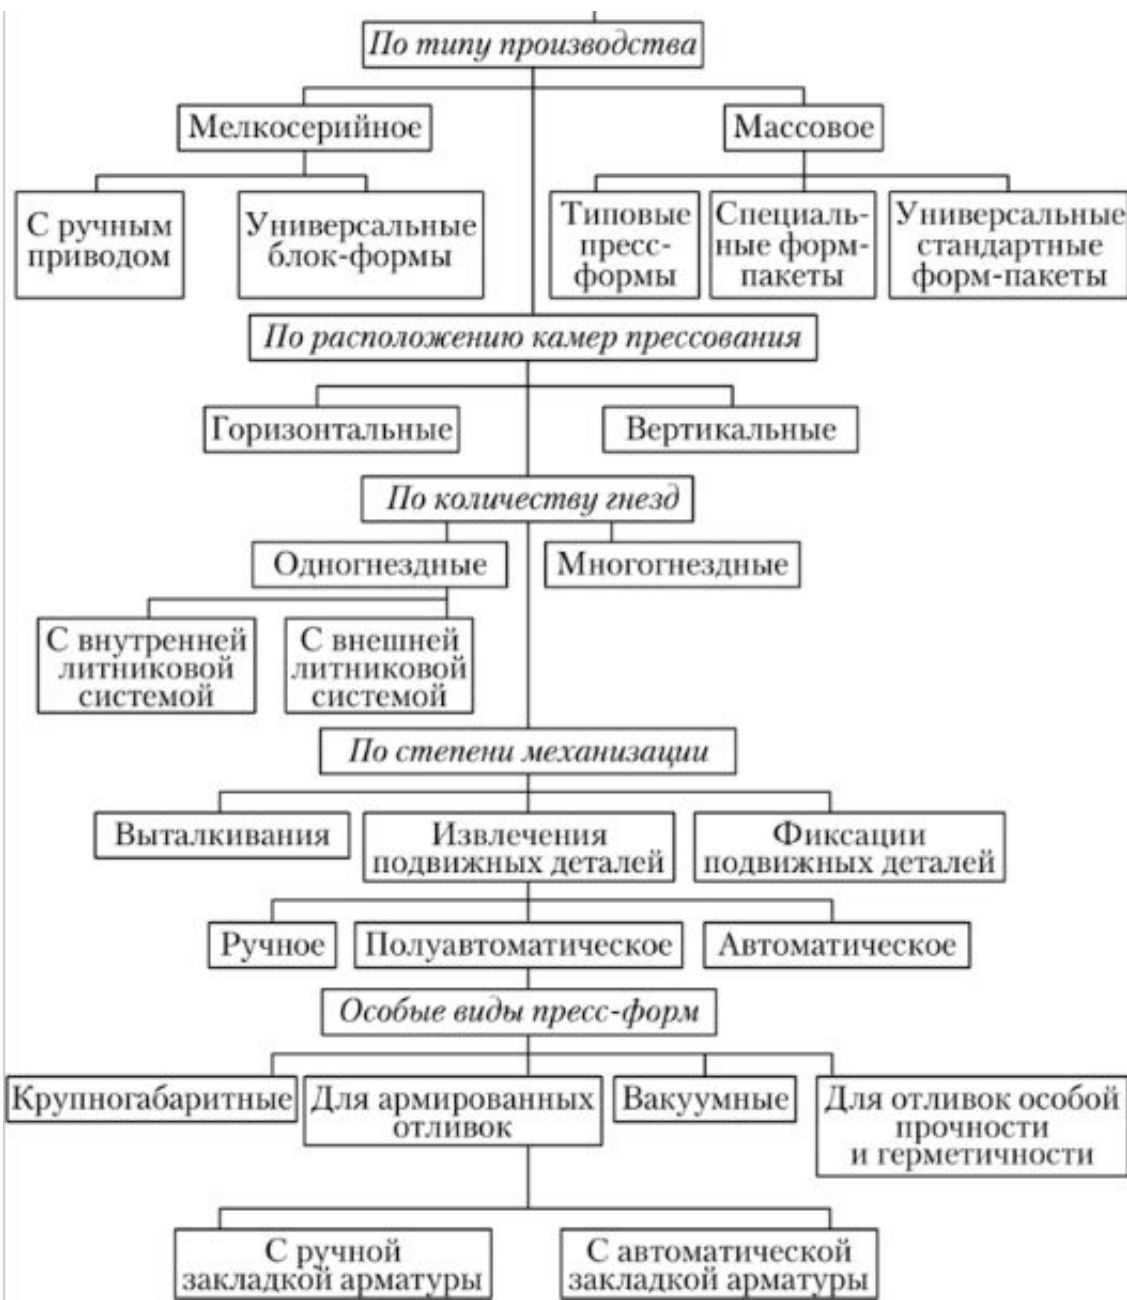 По типу производства
Мелкосерийное
Массовое
С ручным
приводом
Универсальные
блок-формы
Типовые
пресс-
формы
Специаль-
ные форм-
пакеты
Универсальные
стандартные
форм-пакеты
По расположению камер прессования
Горизонтальные
Вертикальные
По количеству гнезд
Одногнездные
Многогнездные
С внутренней
литниковой
системой
С внешней
литниковой
системой
По степени механизации
Выталкивания
Извлечения
подвижных деталей
Фиксации
подвижных деталей
Ручное
Полуавтоматическое
Автоматическое
Особые виды пресс-форм
Крупногабаритные
Для армированных
отливок
Вакуумные
Для отливок особой
прочности
и герметичности
С ручной
закладкой арматуры
С автоматической
закладкой арматуры